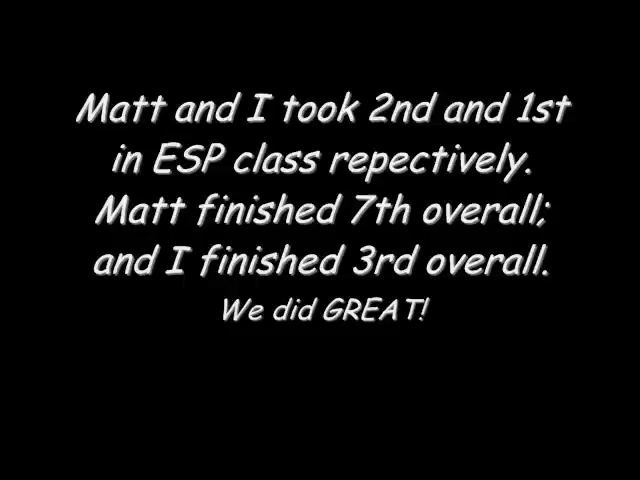 Matt and I took 2nd and 1st
in ESP class repectively.
Matt finished 7th overall;
and I finished 3rd overall.
We did GREAT!